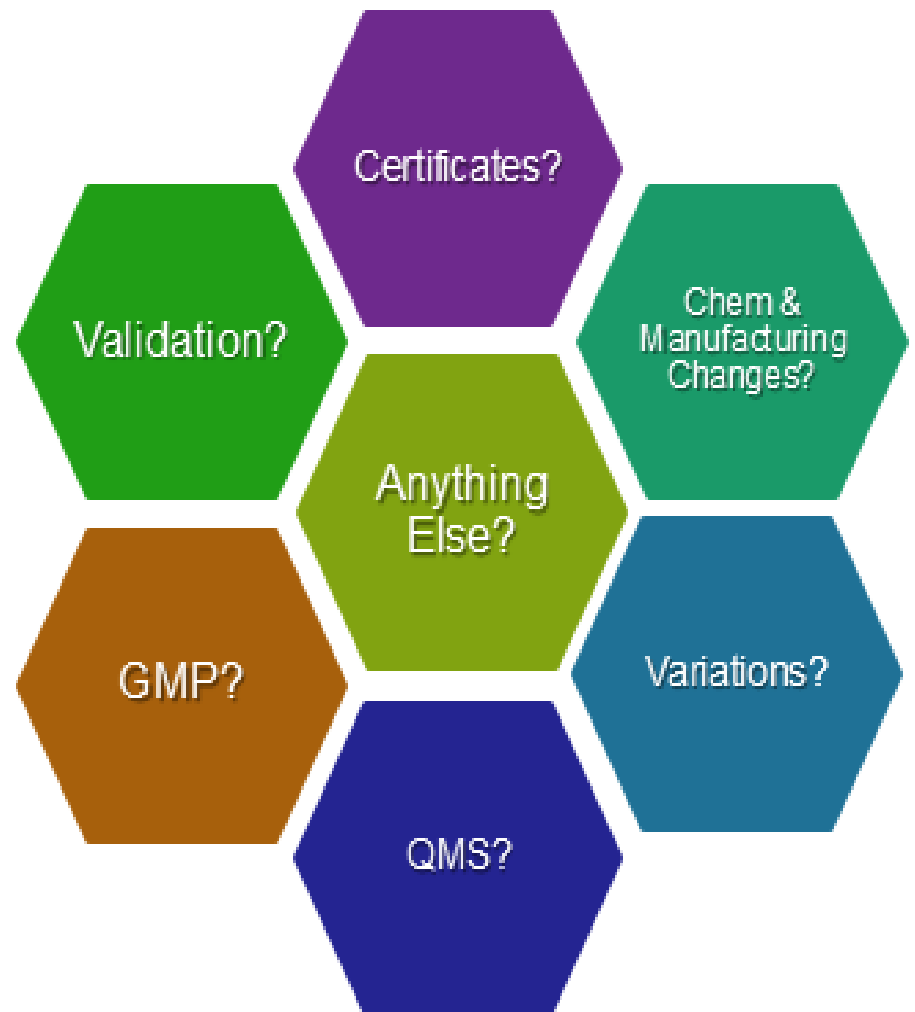 Certificates?
Validation?
Chem &
Manufacturing
Changes?
Anything
Else?
GMP?
Variations?
QMS?